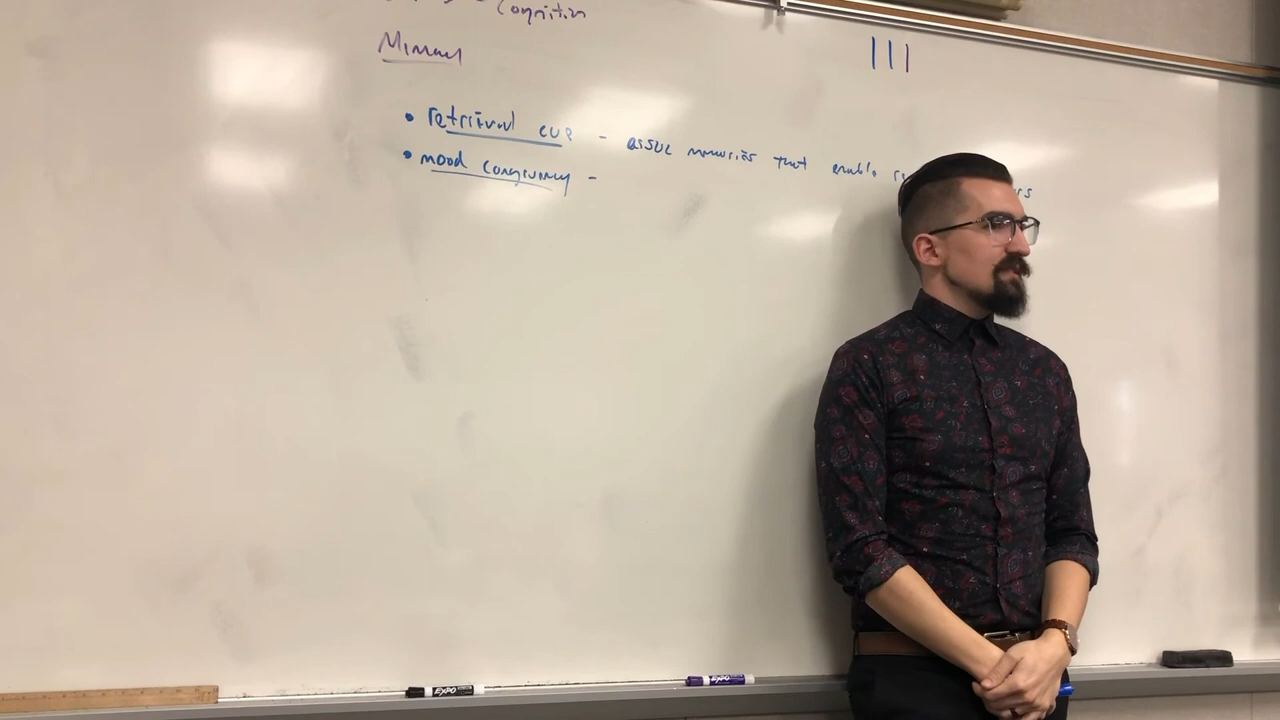 Cognition
Memory
III
• retrieval cue - assoc memories that enable
• mood congruency -
EXPO
EXPO